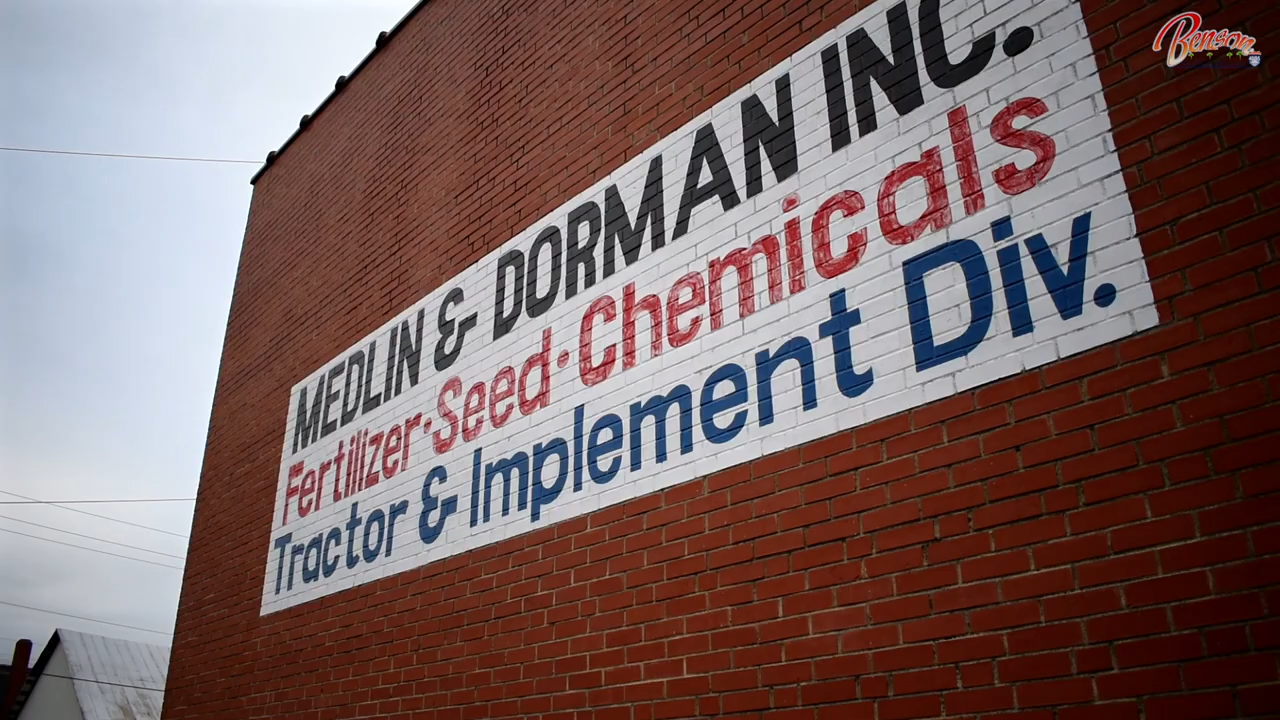 MEDLIN & DORMAN INC.
Fertilizer·Seed·Chemicals
Tractor & Implement Div.
Benson